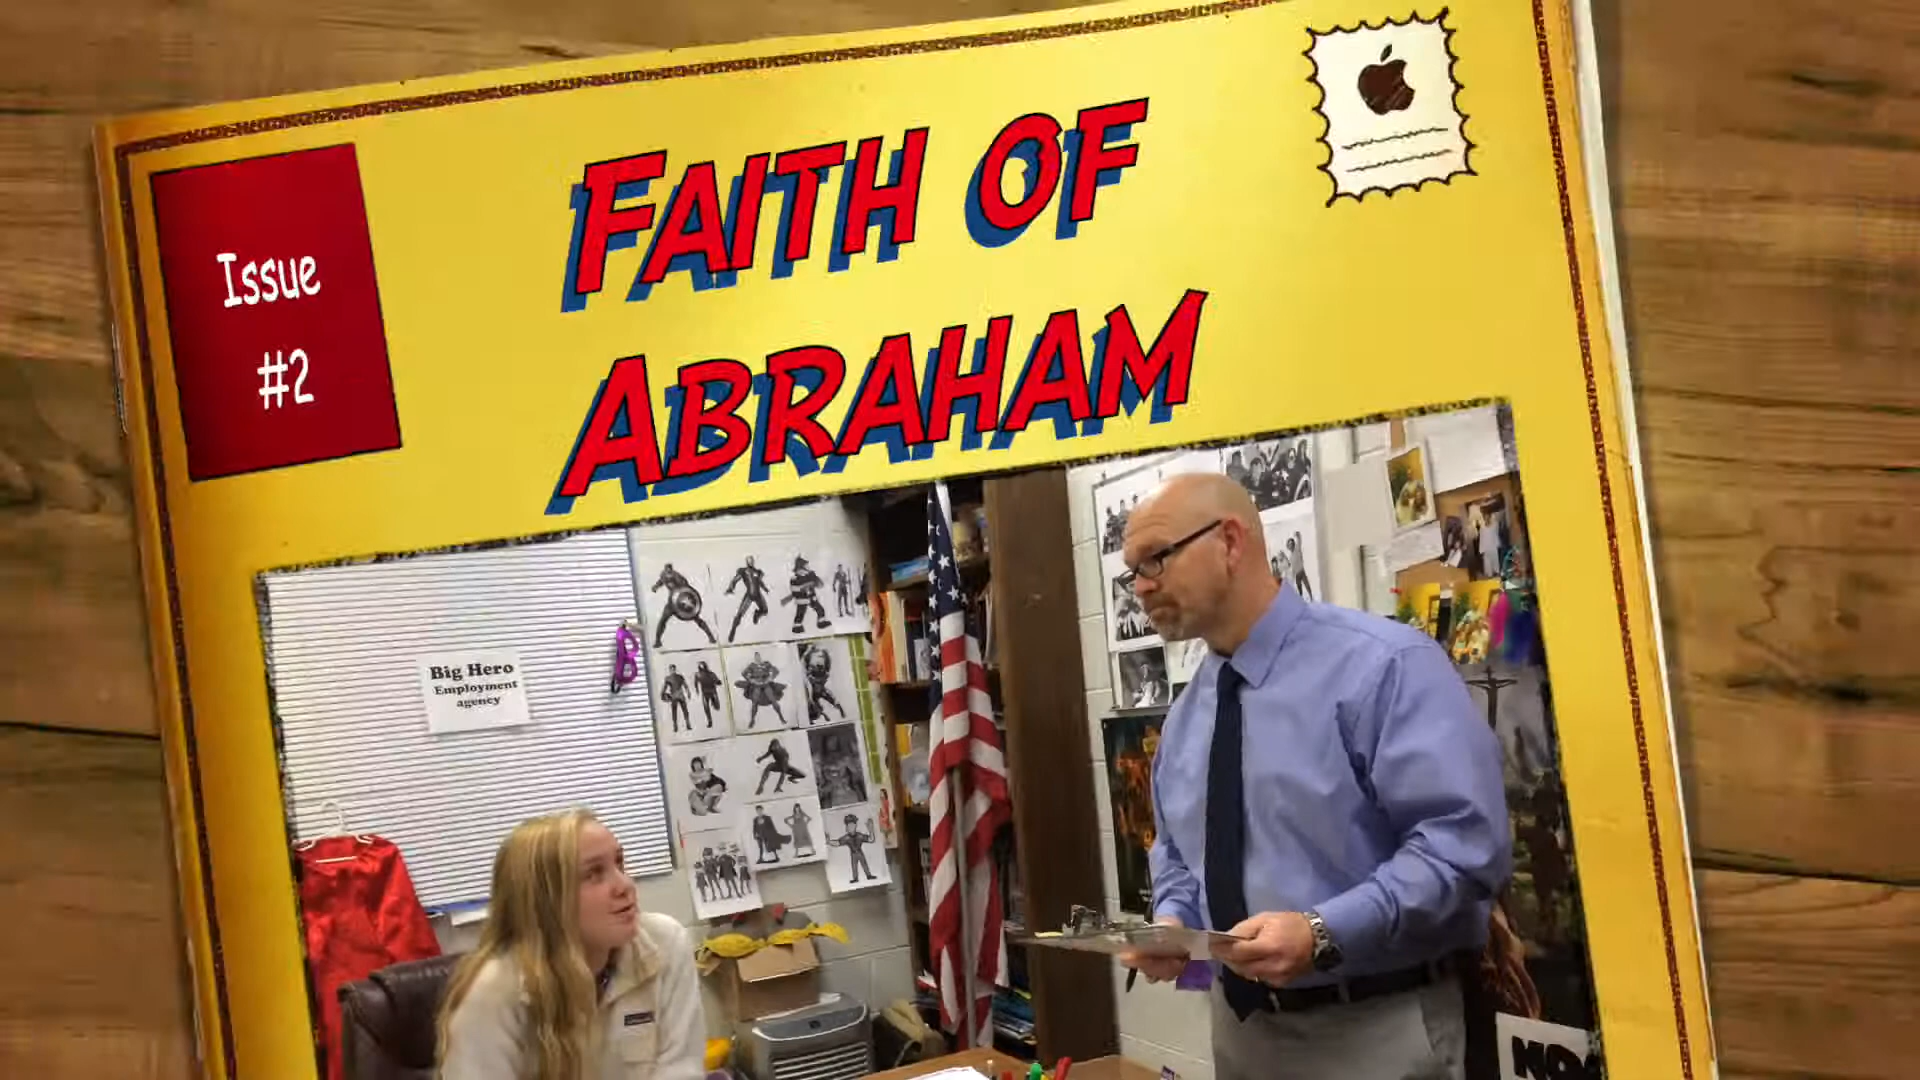 Issue
#2
FAITH OF
ABRAHAM
Big Hero
Employment
agency